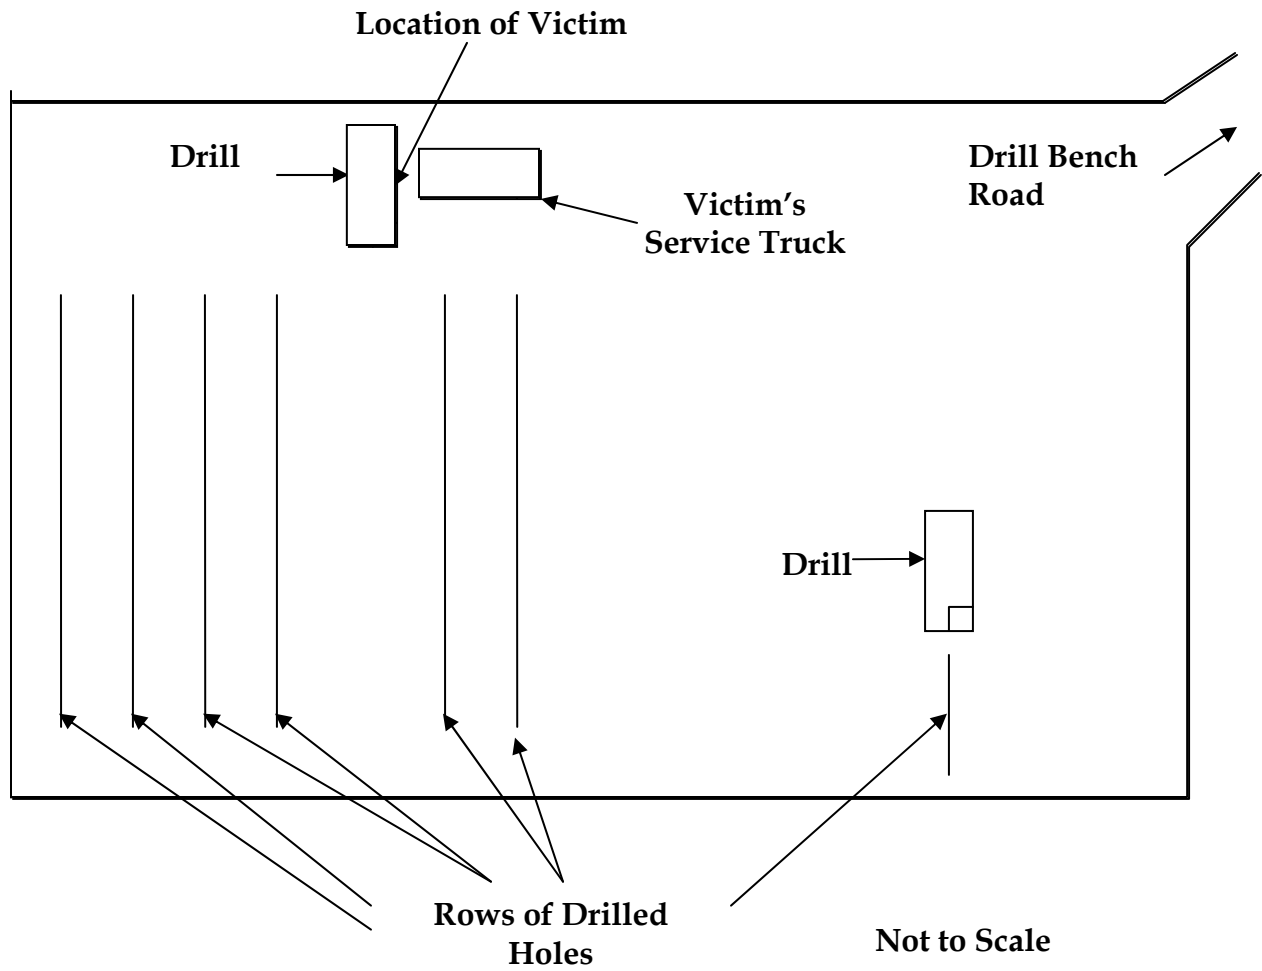 Location of Victim
Drill
Drill Bench
Road
Victim's
Service Truck
Drill
Rows of Drilled
Holes
Not to Scale